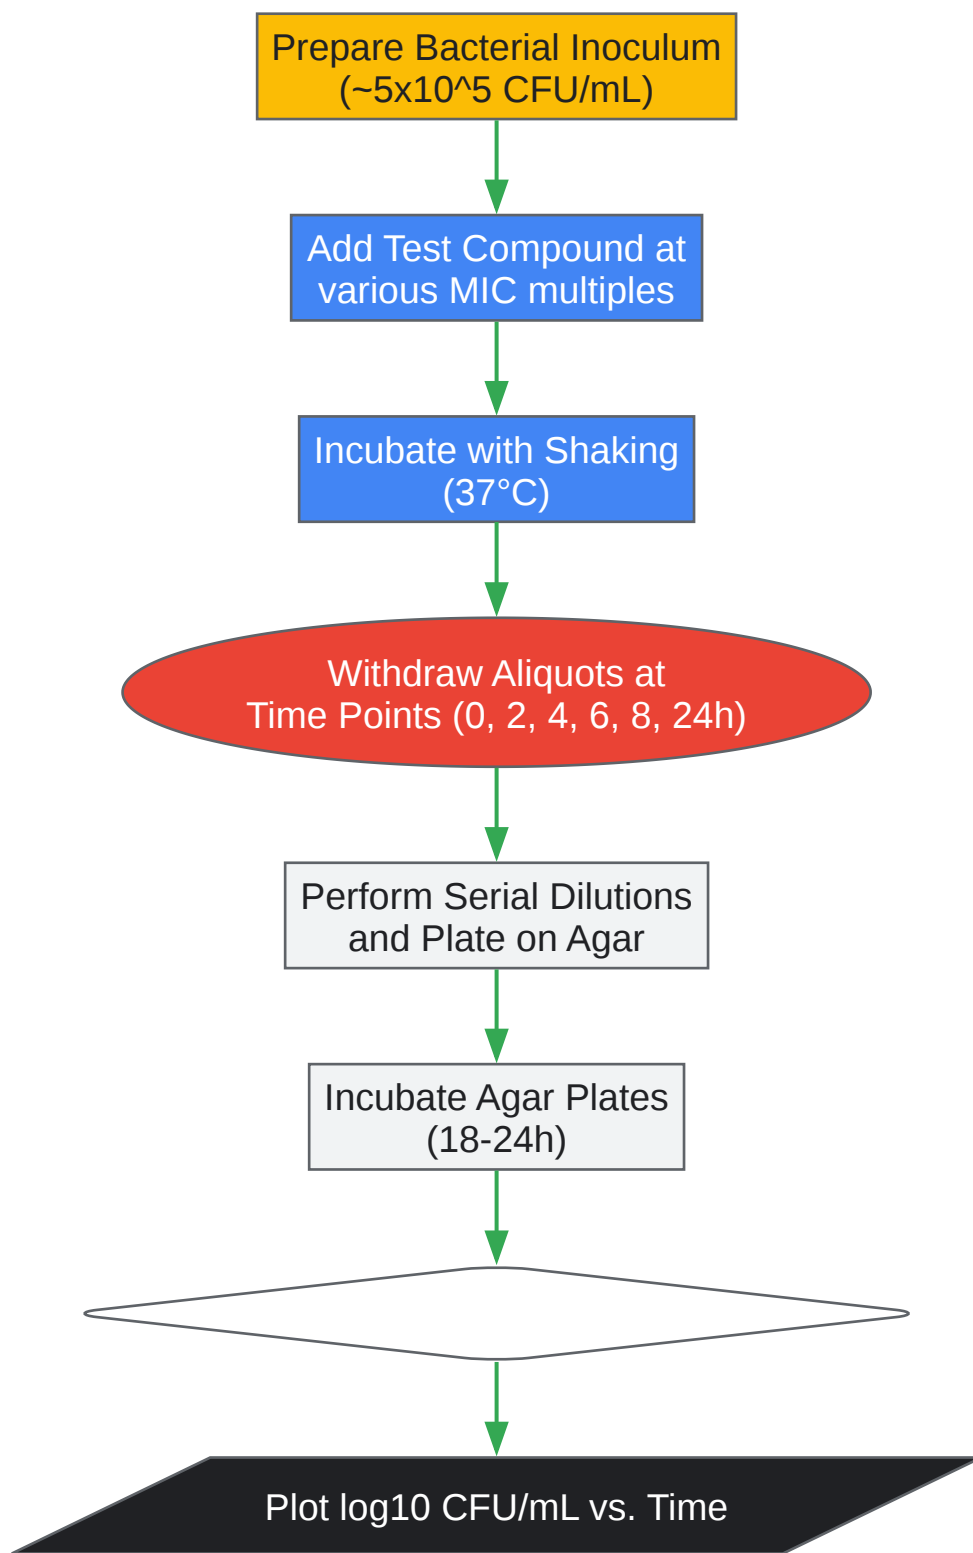 Prepare Bacterial Inoculum
(~5x10^5 CFU/mL)
Add Test Compound at
various MIC multiples
Incubate with Shaking
(37°C)
Withdraw Aliquots at
Time Points (0, 2, 4, 6, 8, 24h)
Perform Serial Dilutions
and Plate on Agar
Incubate Agar Plates
(18-24h)
Plot log10 CFU/mL vs. Time